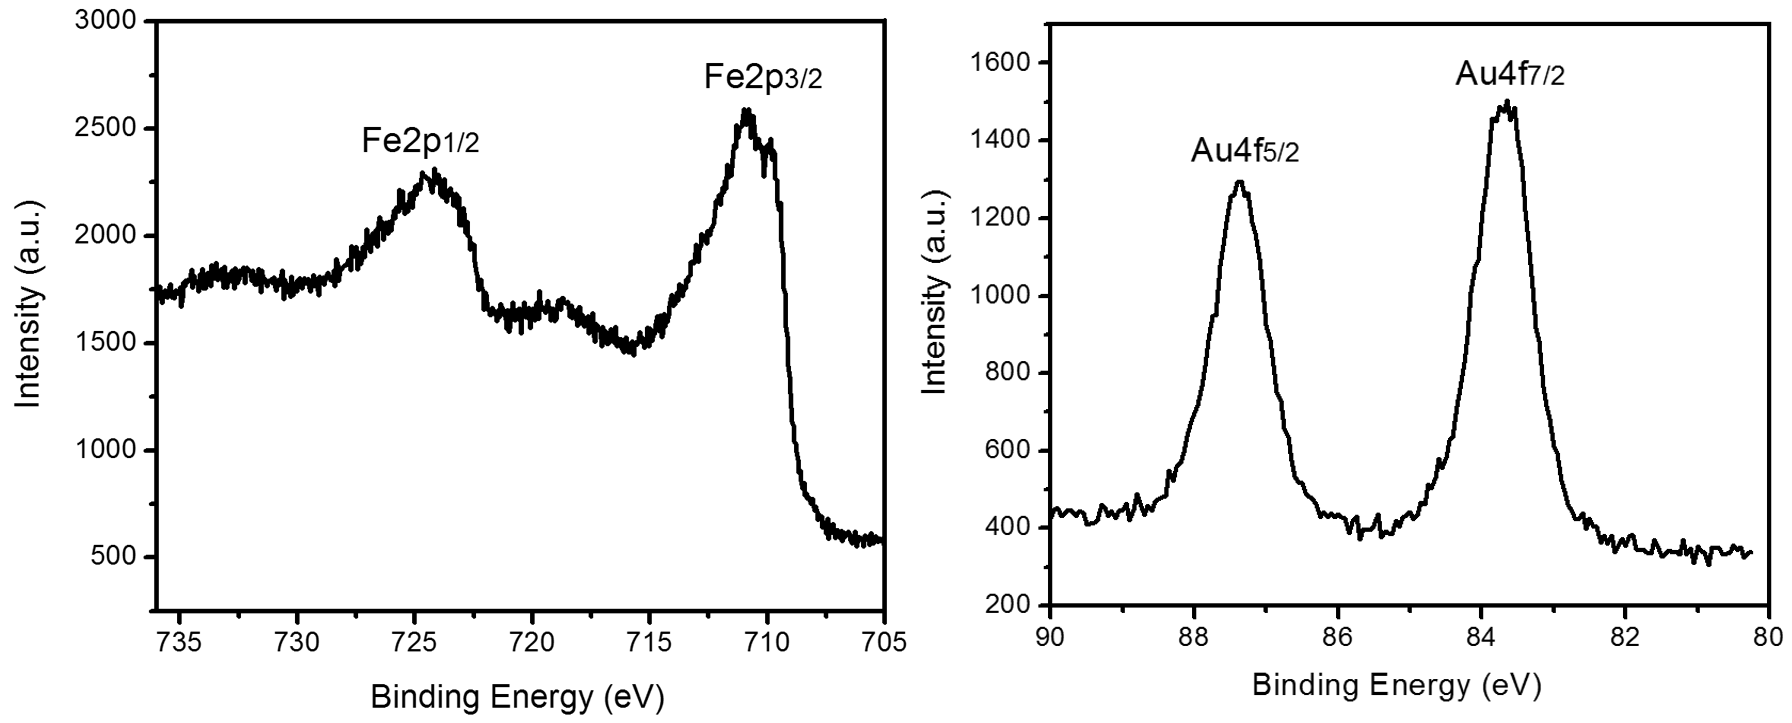 3000
2500
2000
1500
1000
500
Intensity (a.u.)
Fe2p1/2
Fe2p3/2
735 730 725 720 715 710 705
Binding Energy (eV)
1600
1400
1200
1000
800
600
400
200
Intensity (a.u.)
Au4f5/2
Au4f7/2
90 88 86 84 82 80
Binding Energy (eV)